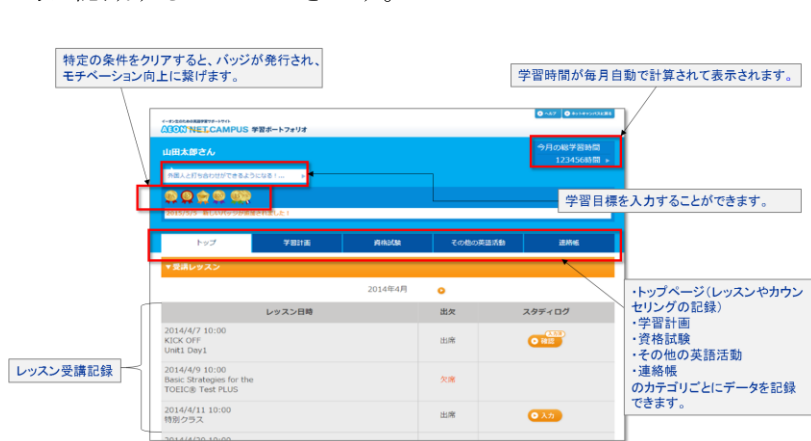 特定の条件をクリアすると、バッジが発行され、
モチベーション向上に繋げます。
学習時間が毎月自動で計算されて表示されます。
AEON NET CAMPUS 学習ポートフォリオ
山田太郎さん
今月の総学習時間
123456時間
外国人と打ち合わせができるようになる！...
学習目標を入力することができます。
トップ 学習計画 資格試験 その他の英語活動 連絡帳
▼受講レッスン
2014年4月
レッスン日時 出欠 スタディログ
2014/4/7 10:00
KICK OFF
Unit1 Day1
出席
確認
2014/4/9 10:00
Basic Strategies for the
TOEIC® Test PLUS
欠席
2014/4/11 10:00
特別クラス
出席
入力
レッスン受講記録
・トップページ（レッスンやカウン
セリングの記録）
・学習計画
・資格試験
・その他の英語活動
・連絡帳
のカテゴリごとにデータを記録
できます。